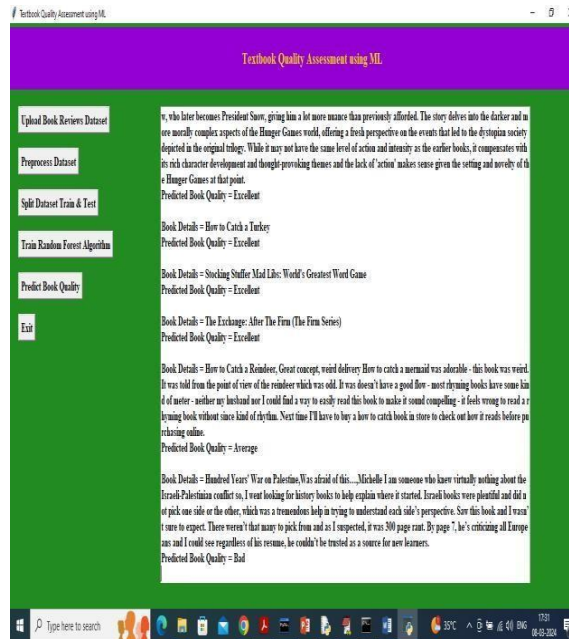 Textbook Quality Assessment using ML
Textbook Quality Assessment using ML
Upload Book Reviews Dataset
Preprocess Dataset
Split Dataset Train & Test
Train Random Forest Algorithm
Predict Book Quality
Exit
w, who later becomes President Snow, giving him a lot more nuance than previously afforded. The story delves into the darker and m
ore morally complex aspects of the Hunger Games world, offering a fresh perspective on the events that led to the dystopian society
depicted in the original trilogy. While it may not have the same level of action and intensity as the earlier books, it compensates with
its rich character development and thought-provoking themes and the lack of 'action' makes sense given the setting and novelty of th
e Hunger Games at that point.
Predicted Book Quality = Excellent
Book Details = How to Catch a Turkey
Predicted Book Quality = Excellent
Book Details = Stocking Stuffer Mad Libs: World's Greatest Word Game
Predicted Book Quality = Excellent
Book Details = The Exchange: After The Firm (The Firm Series)
Predicted Book Quality = Excellent
Book Details = How to Catch a Reindeer, Great concept, weird delivery How to catch a mermaid was adorable - this book was weird.
It was told from the point of view of the reindeer which was odd. It was doesn't have a good flow - most rhyming books have some kin
d of meter - neither my husband nor I could find a way to easily read this book to make it sound compelling - it feels wrong to read a r
hyming book without since kind of rhythm. Next time I'll have to buy a how to catch book in store to check out how it reads before pu
rchasing online.
Predicted Book Quality = Average
Book Details = Hundred Years' War on Palestine,Was afraid of this....,Michelle I am someone who knew virtually nothing about the
Israeli-Palestinian conflict so, I went looking for history books to help explain where it started. Israeli books were plentiful and did n
ot pick one side or the other, which was a tremendous help in trying to understand each side's perspective. Saw this book and I wasn'
t sure to expect. There weren't that many to pick from and as I suspected, it was 300 page rant. By page 7, he's criticizing all Europe
ans and I could see regardless of his resume, he couldn't be trusted as a source for new learners.
Predicted Book Quality = Bad
Type here to search
35°C
ENG
17:31
08-03-2024